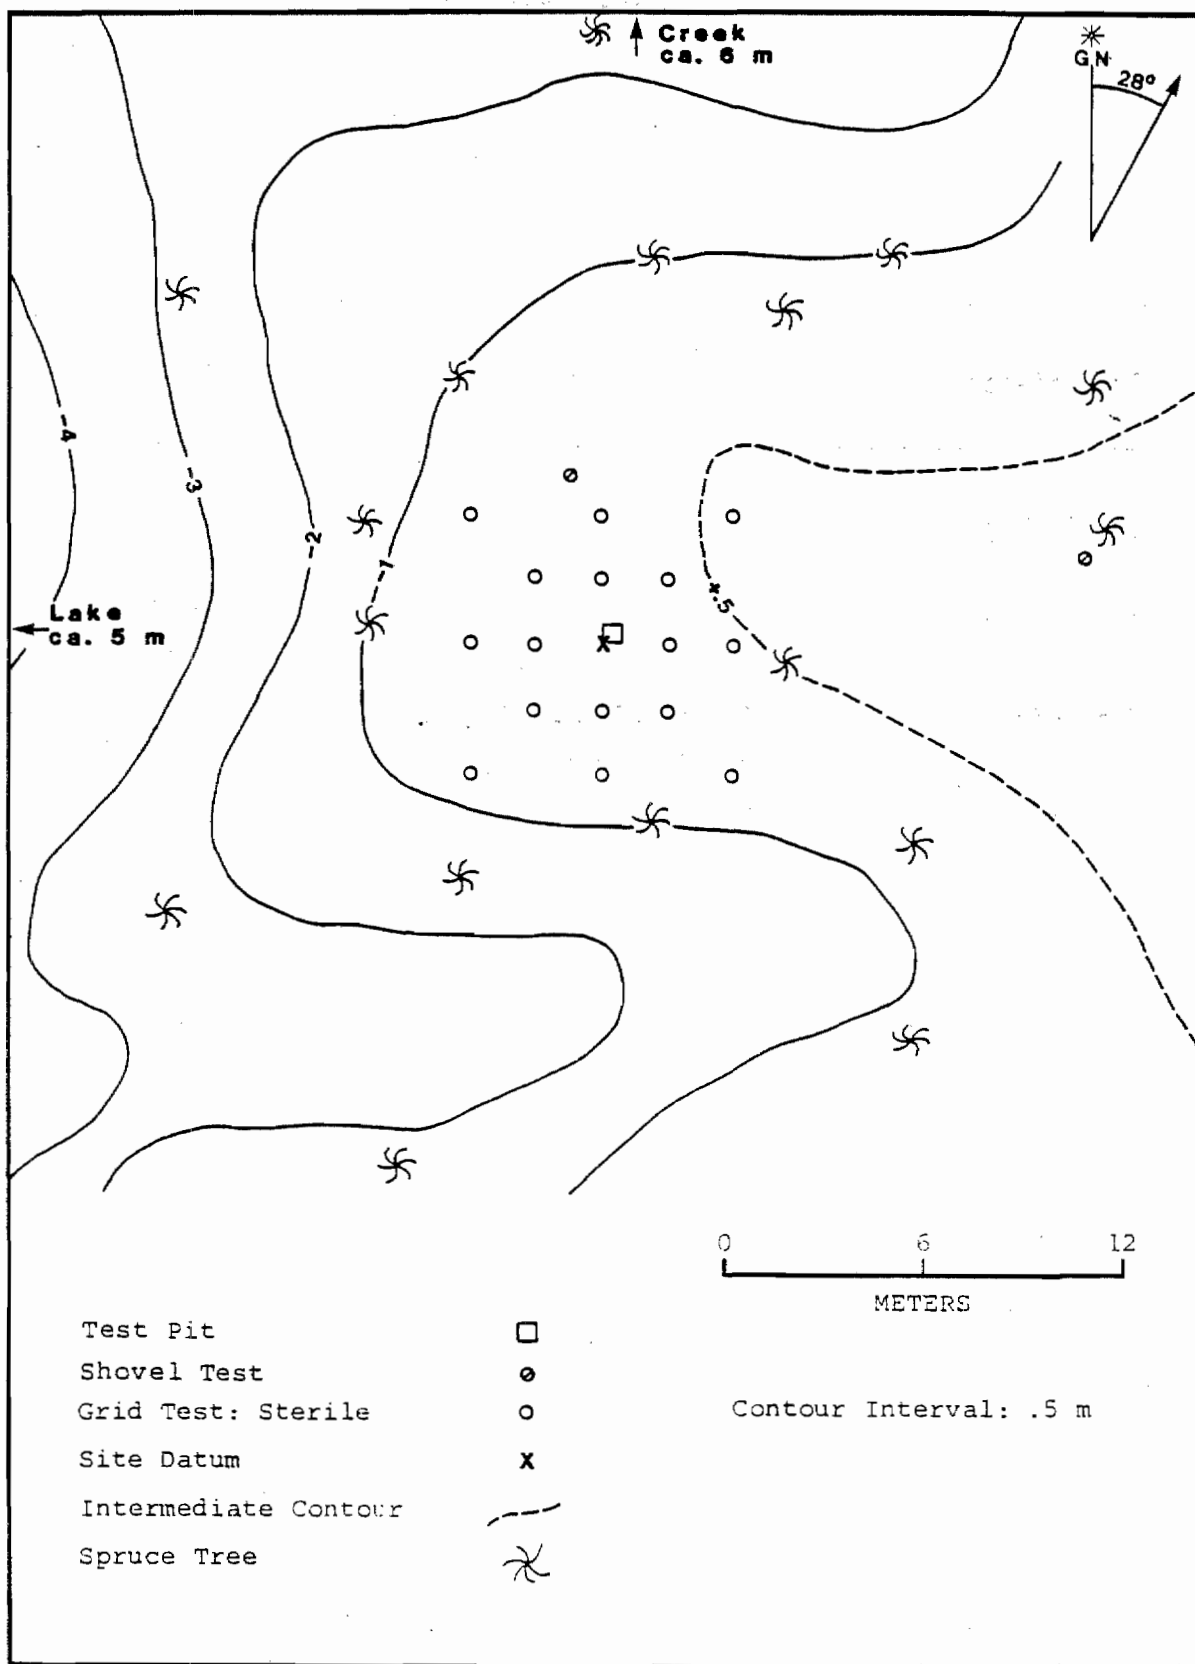 Creek
ca. 6 m
GN
28°
-4
-3
-2
-1
+.5
Lake
ca. 5 m
0 6 12
METERS
Test Pit
Shovel Test
Grid Test: Sterile
Contour Interval: .5 m
Site Datum X
Intermediate Contour
Spruce Tree